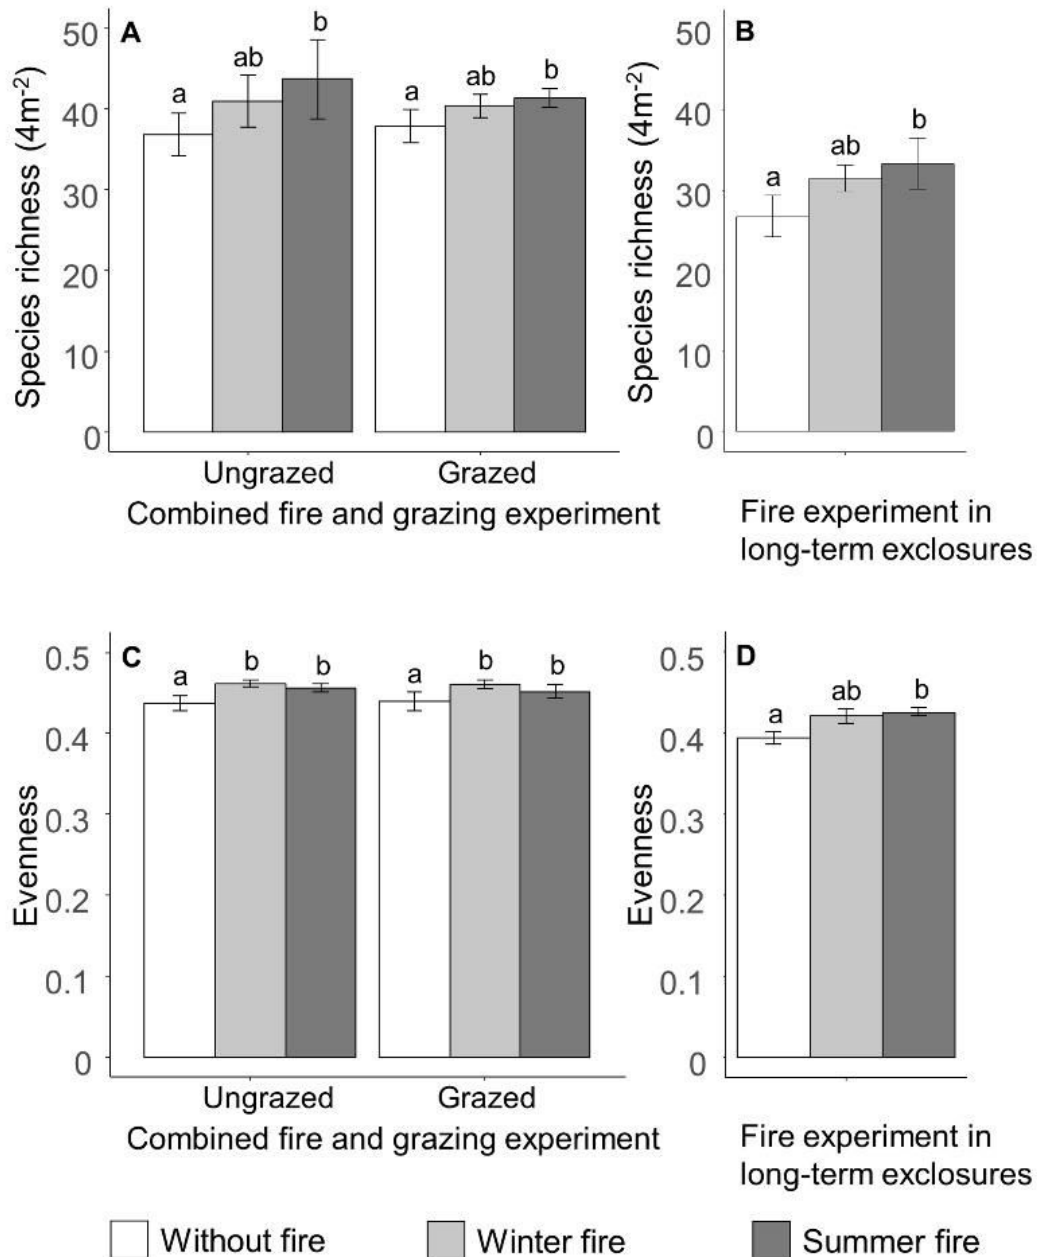 A
Species richness (4m⁻²)
50
40
30
20
10
0
a
ab
b
a
ab
b
Ungrazed
Grazed
Combined fire and grazing experiment
B
Species richness (4m⁻²)
50
40
30
20
10
0
a
ab
b
Fire experiment in
long-term exclosures
C
Evenness
0.5
0.4
0.3
0.2
0.1
0
a
b
b
a
b
b
Ungrazed
Grazed
Combined fire and grazing experiment
D
Evenness
0.5
0.4
0.3
0.2
0.1
0
a
ab
b
Fire experiment in
long-term exclosures
Without fire
Winter fire
Summer fire